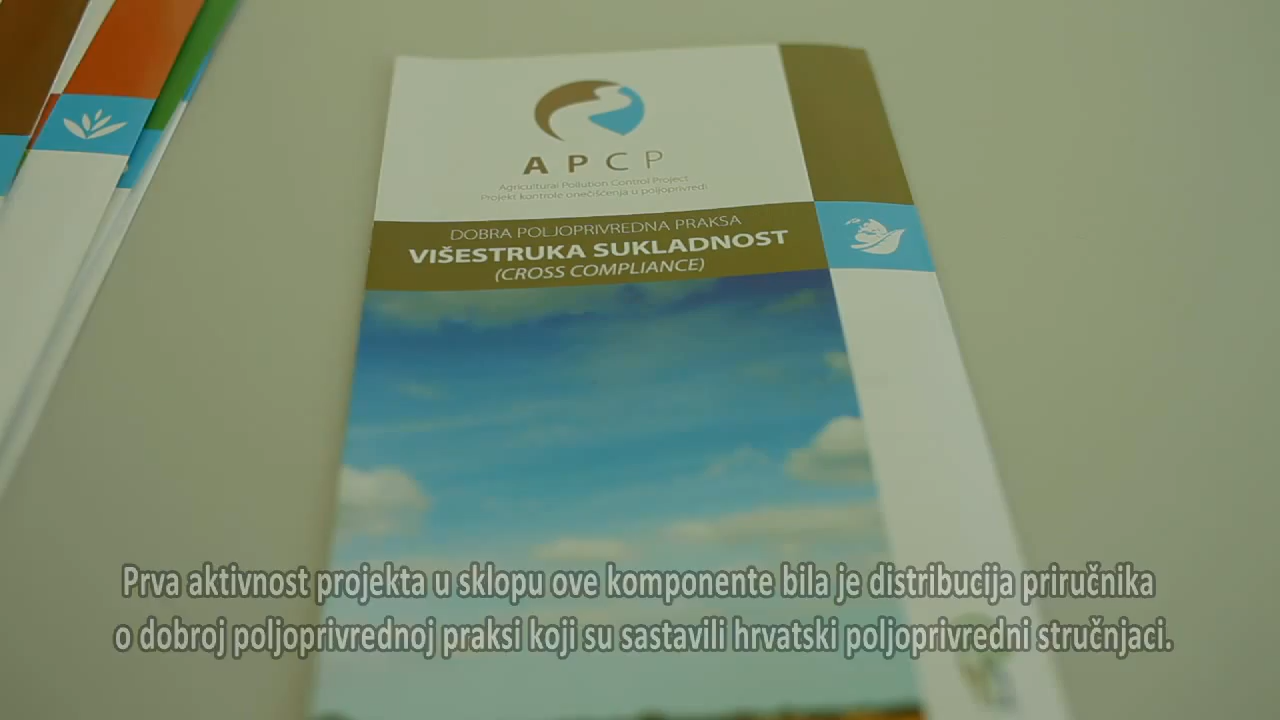 APCP
Agricultural Pollution Control Project
Projekt kontrole onečišćenja u poljoprivredi
DOBRA POLJOPRIVREDNA PRAKSA
VIŠESTRUKA SUKLADNOST
(CROSS COMPLIANCE)
Prva aktivnost projekta u sklopu ove komponente bila je distribucija priručnika
o dobroj poljoprivrednoj praksi koji su sastavili hrvatski poljoprivredni stručnjaci.